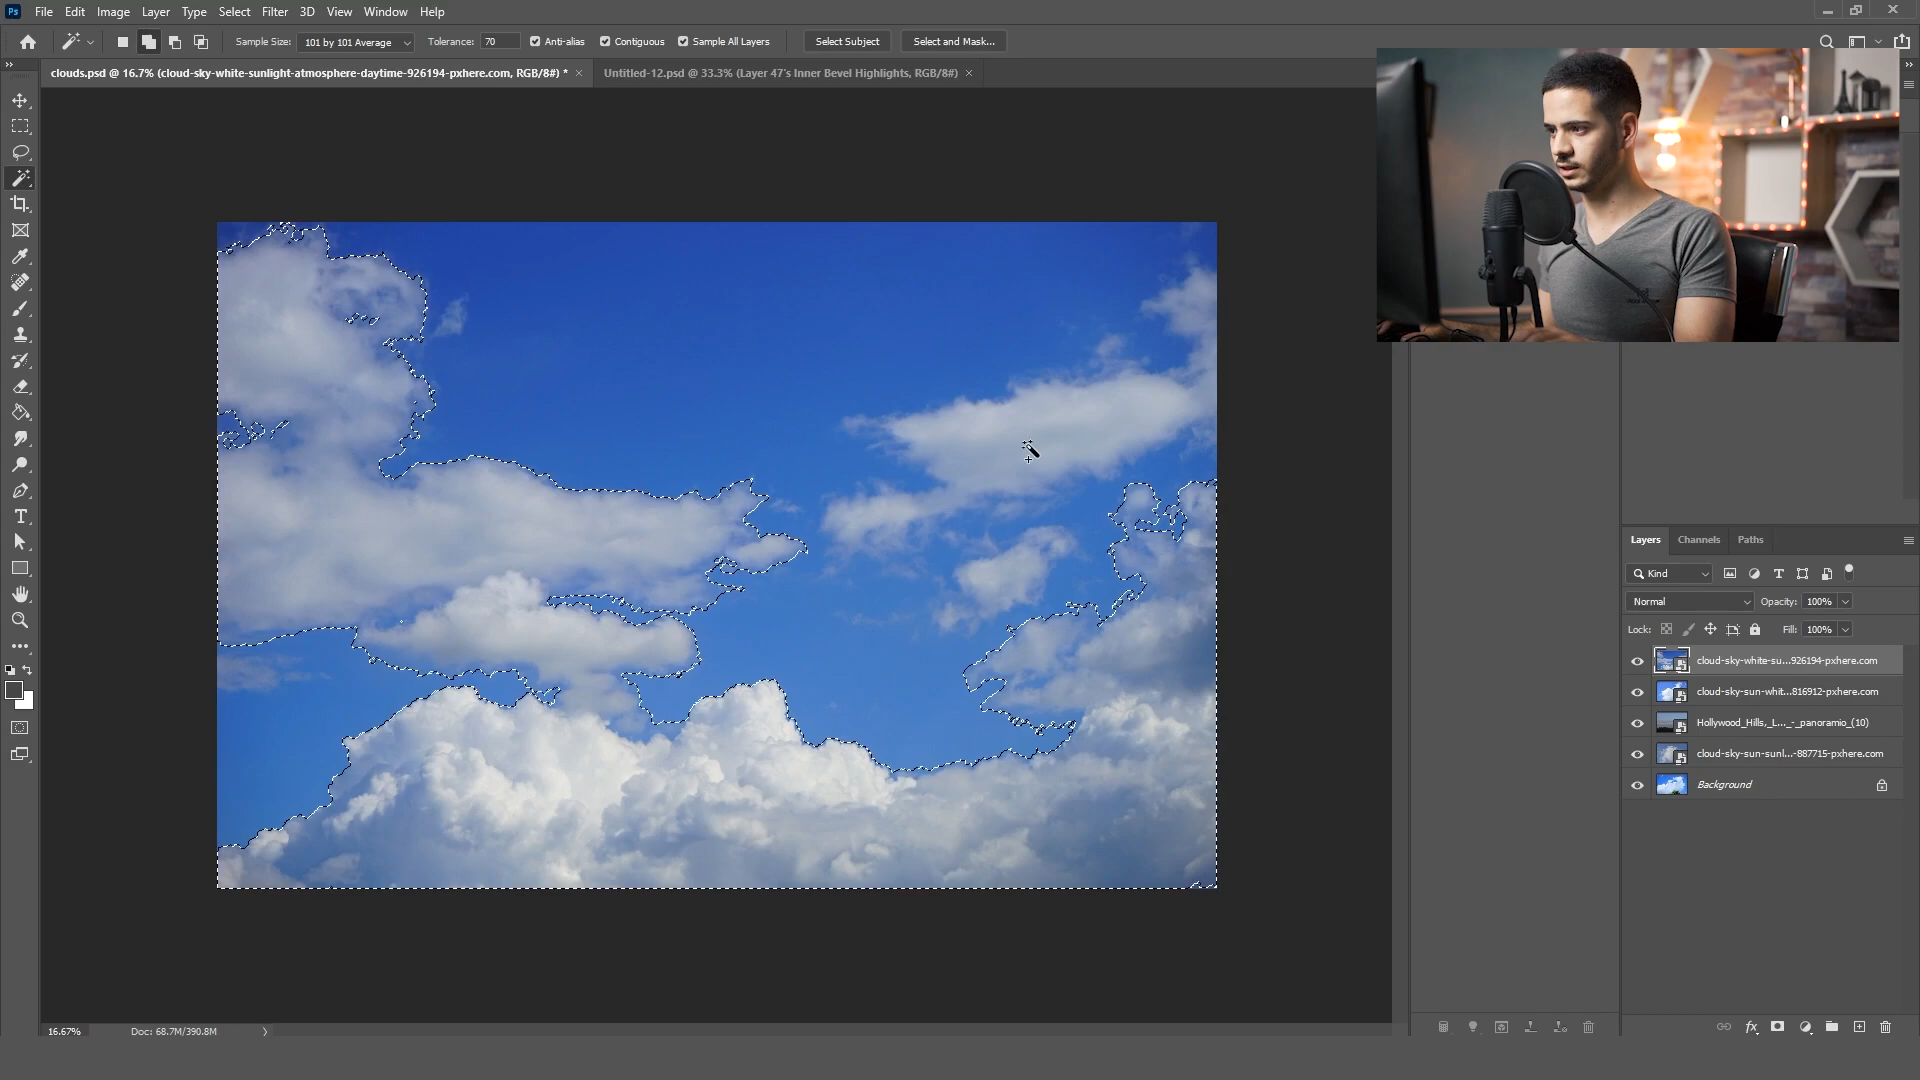 Ps File Edit Image Layer Type Select Filter 3D View Window Help
Sample Size: 101 by 101 Average Tolerance: 70 Anti-alias Contiguous Sample All Layers Select Subject Select and Mask...
clouds.psd @ 16.7% (cloud-sky-white-sunlight-atmosphere-daytime-926194-pxhere.com, RGB/8#) * × Untitled-12.psd @ 33.3% (Layer 47's Inner Bevel Highlights, RGB/8#) ×
Layers Channels Paths
Kind
Normal Opacity: 100%
Lock: Fill: 100%
cloud-sky-white-su...926194-pxhere.com
cloud-sky-sun-whit...816912-pxhere.com
Hollywood_Hills,_L..._-_panoramio_(10)
cloud-sky-sun-sunl...-887715-pxhere.com
Background
16.67% Doc: 68.7M/390.8M
fx